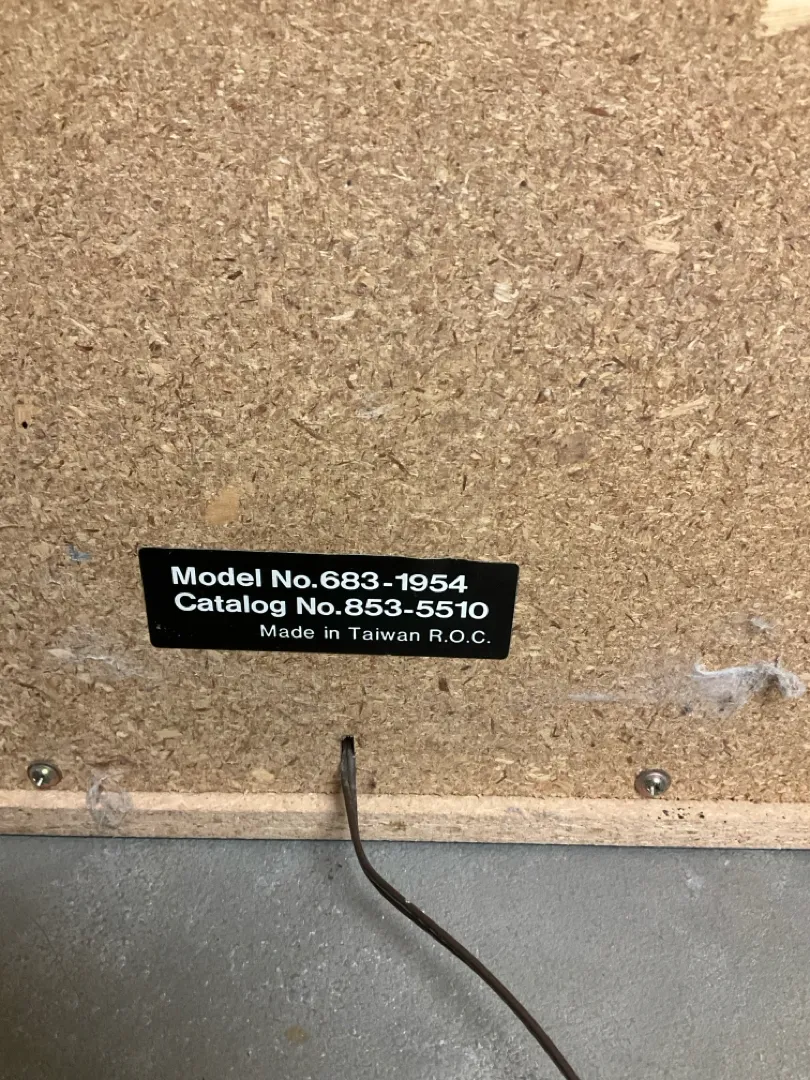 Model No.683-1954
Catalog No.853-5510
Made in Taiwan R.O.C.